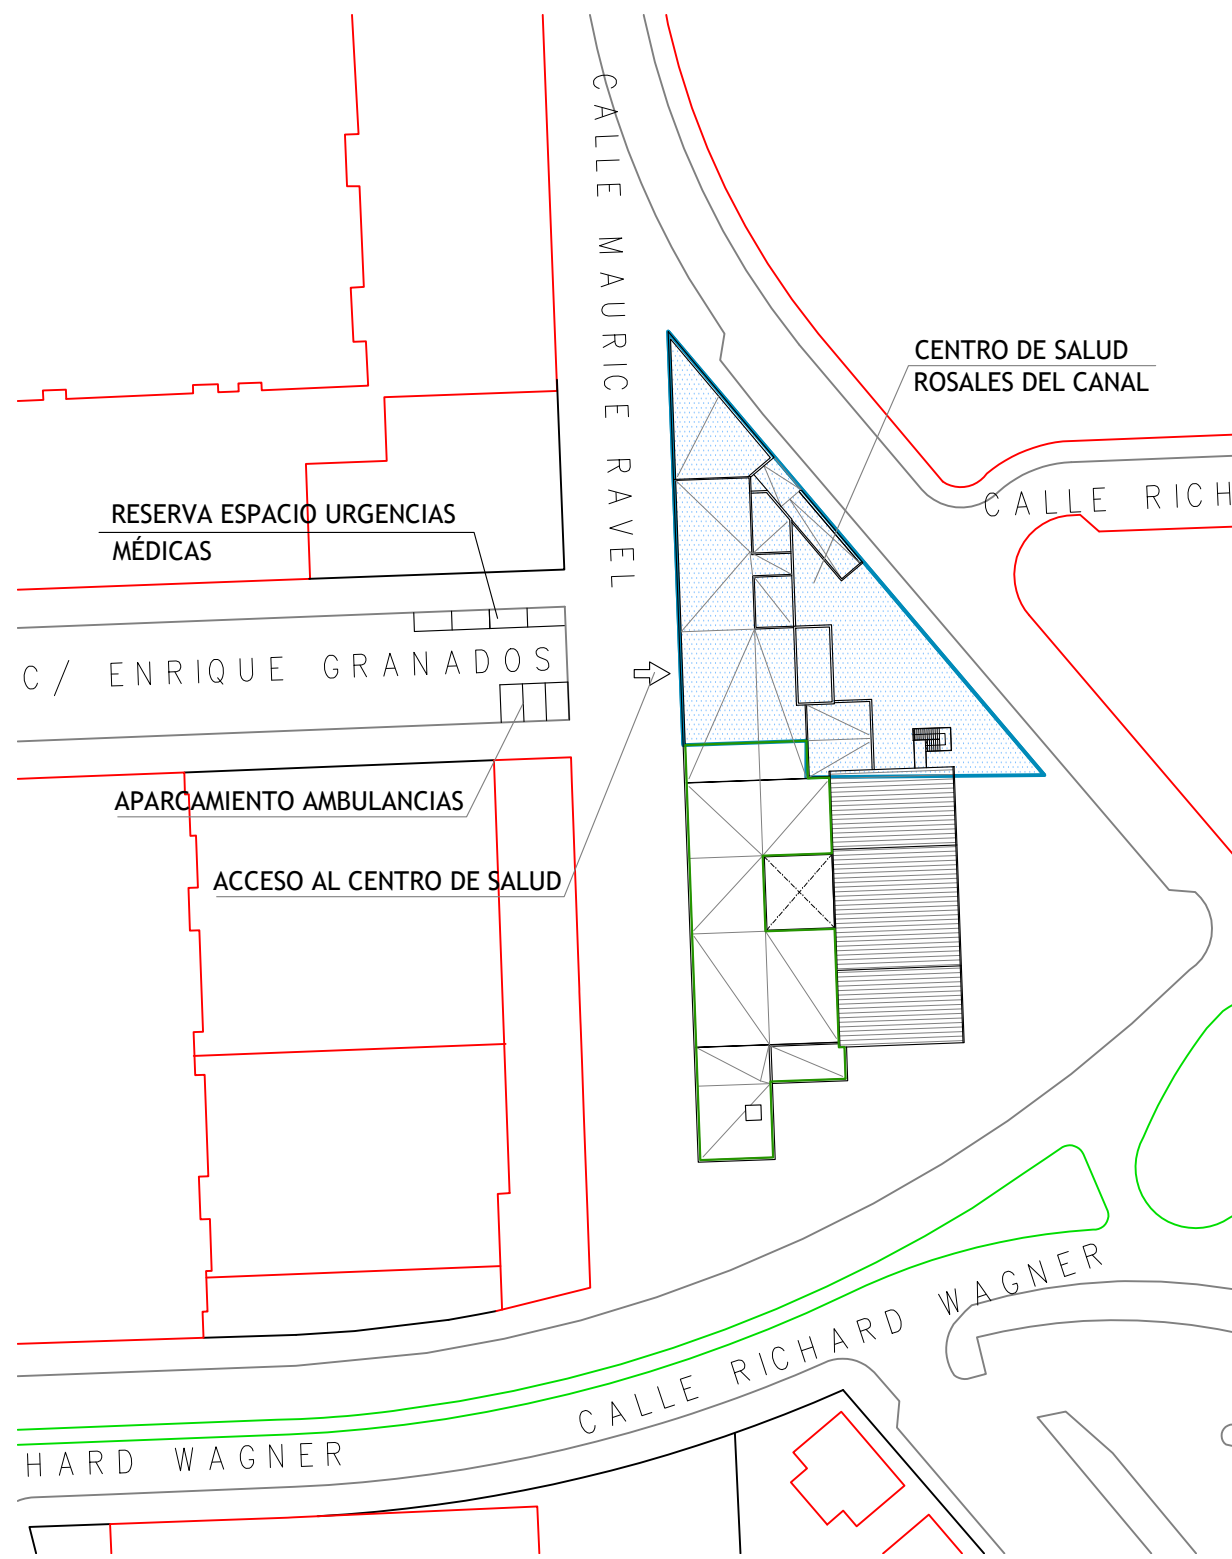 CALLE MAURICE RAVEL
CENTRO DE SALUD
ROSALES DEL CANAL
CALLE RICH
RESERVA ESPACIO URGENCIAS
MÉDICAS
C/ ENRIQUE GRANADOS
APARCAMIENTO AMBULANCIAS
ACCESO AL CENTRO DE SALUD
CALLE RICHARD WAGNER
HARD WAGNER